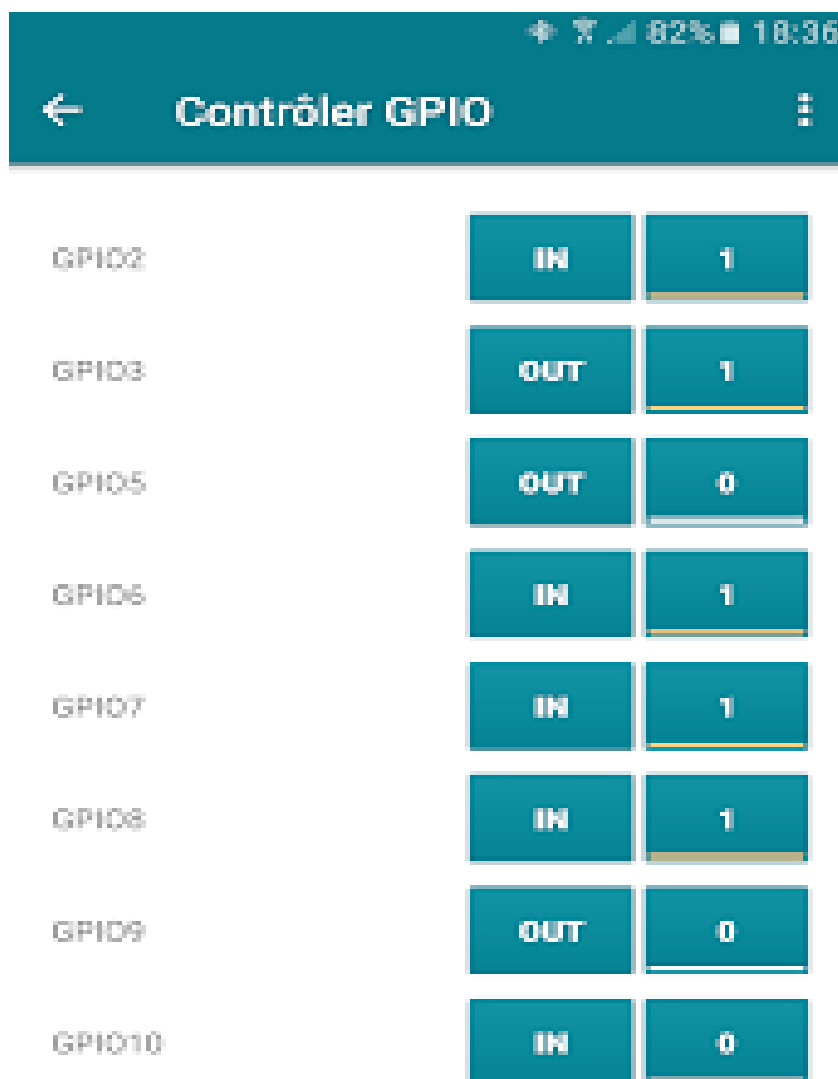 82% 18:36
Contrôler GPIO
GPIO2 IN 1
GPIO3 OUT 1
GPIO5 OUT 0
GPIO6 IN 1
GPIO7 IN 1
GPIO8 IN 1
GPIO9 OUT 0
GPIO10 IN 0